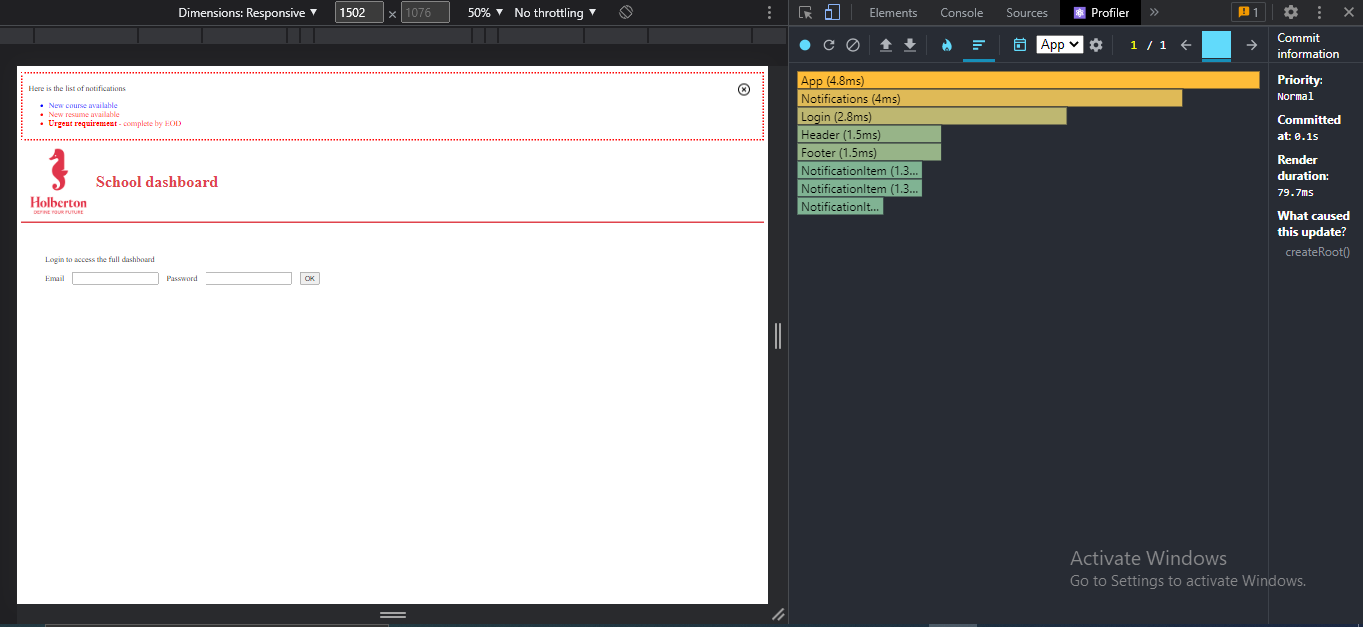 Dimensions: Responsive ▼ 1502 × 1076 50% ▼ No throttling ▼
Elements Console Sources Profiler » 1
App 1 / 1
Here is the list of notifications
New course available
New resume available
Urgent requirement - complete by EOD
School dashboard
Holberton
DEFINE YOUR FUTURE
Login to access the full dashboard
Email Password OK
App (4.8ms)
Notifications (4ms)
Login (2.8ms)
Header (1.5ms)
Footer (1.5ms)
NotificationItem (1.3...
NotificationItem (1.3...
NotificationIt...
Commit
information
Priority:
Normal
Committed
at: 0.1s
Render
duration:
79.7ms
What caused
this update?
createRoot()
Activate Windows
Go to Settings to activate Windows.